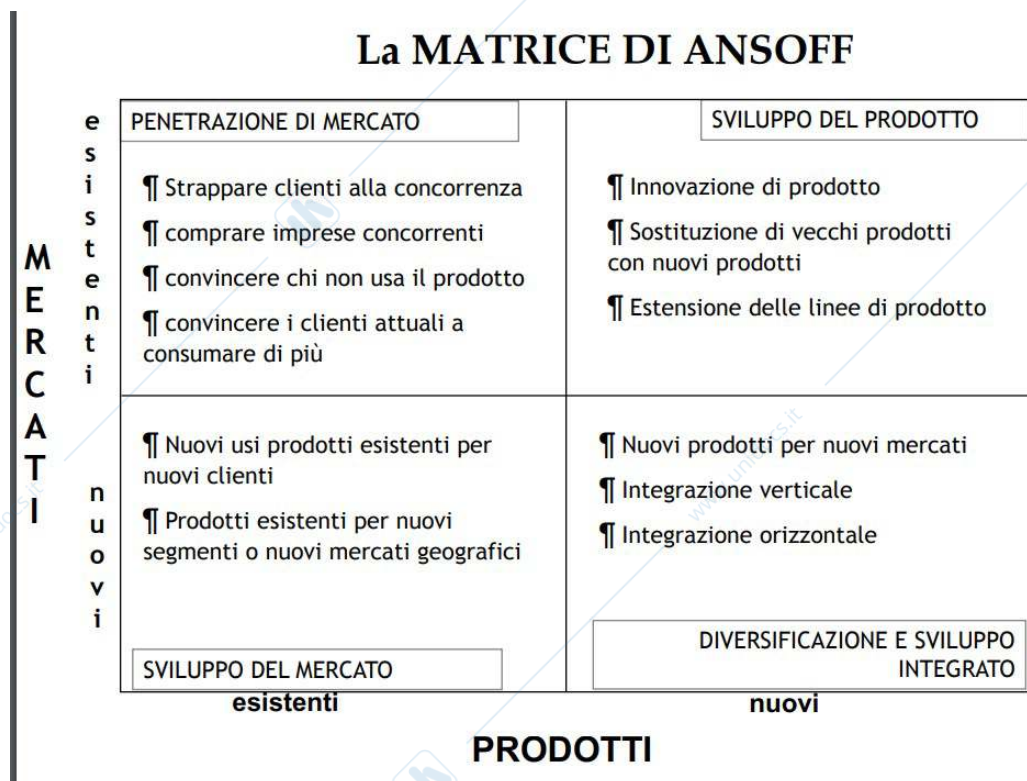 La MATRICE DI ANSOFF
MERCATI
esistenti
PENETRAZIONE DI MERCATO
¶ Strappare clienti alla concorrenza
¶ comprare imprese concorrenti
¶ convincere chi non usa il prodotto
¶ convincere i clienti attuali a
consumare di più
SVILUPPO DEL PRODOTTO
¶ Innovazione di prodotto
¶ Sostituzione di vecchi prodotti
con nuovi prodotti
¶ Estensione delle linee di prodotto
nuovi
¶ Nuovi usi prodotti esistenti per
nuovi clienti
¶ Prodotti esistenti per nuovi
segmenti o nuovi mercati geografici
SVILUPPO DEL MERCATO
¶ Nuovi prodotti per nuovi mercati
¶ Integrazione verticale
¶ Integrazione orizzontale
DIVERSIFICAZIONE E SVILUPPO
INTEGRATO
esistenti
nuovi
PRODOTTI